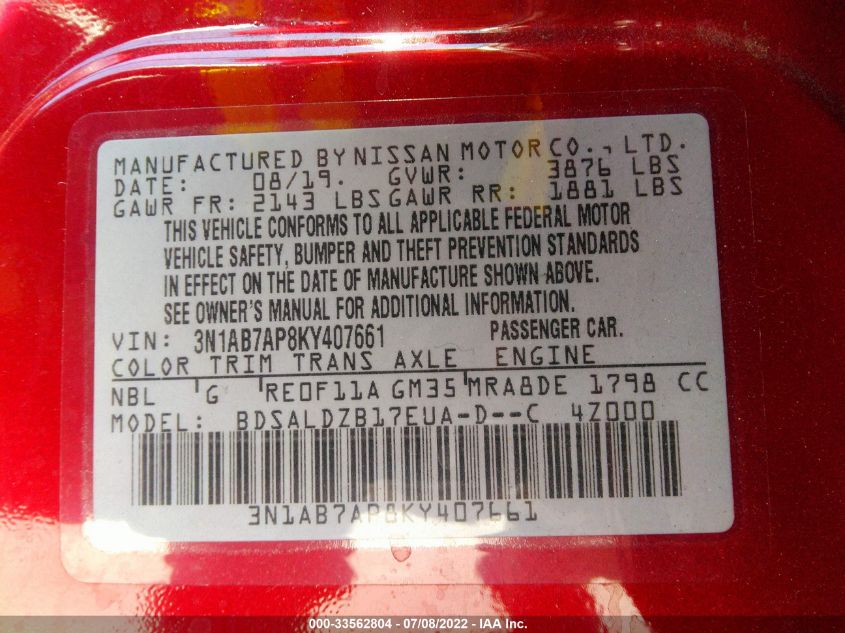 MANUFACTURED BY NISSAN MOTOR CO., LTD.
DATE: 08/19. GVWR: 3876 LBS
GAWR FR: 2143 LBS GAWR RR: 1881 LBS
THIS VEHICLE CONFORMS TO ALL APPLICABLE FEDERAL MOTOR
VEHICLE SAFETY, BUMPER AND THEFT PREVENTION STANDARDS
IN EFFECT ON THE DATE OF MANUFACTURE SHOWN ABOVE.
SEE OWNER'S MANUAL FOR ADDITIONAL INFORMATION.
VIN: 3N1AB7AP8KY407661 PASSENGER CAR.
COLOR TRIM TRANS AXLE ENGINE
NBL G RE0F11A GM35 MRA8DE 1798 CC
MODEL: BDSALDZB17EUA-D--C 4Z000
3N1AB7AP8KY407661
000-33562804 - 07/08/2022 - IAA Inc.